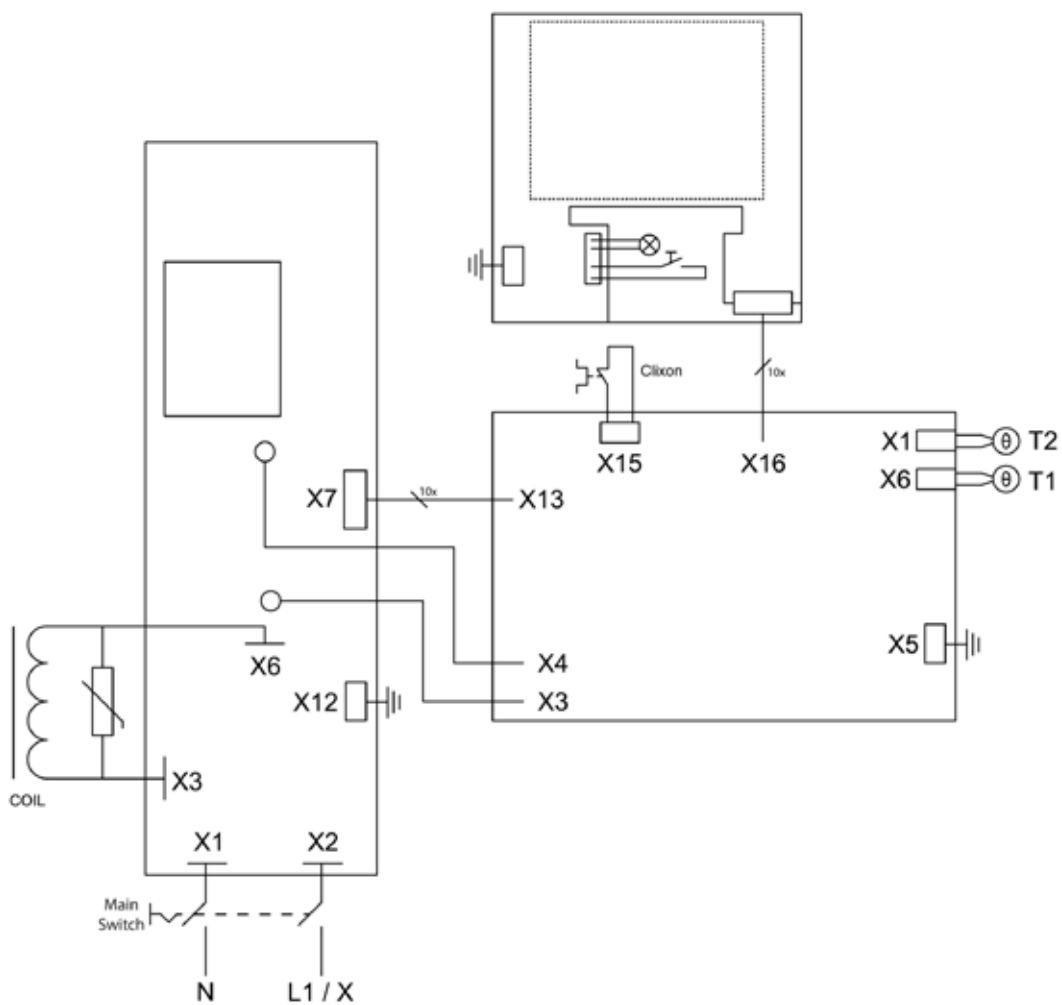 Clixon
10x
X15
X16
X1
T2
X6
T1
X7
10x
X13
X5
X6
X4
X12
X3
X3
COIL
X1
X2
Main
Switch
N
L1 / X
θ
θ